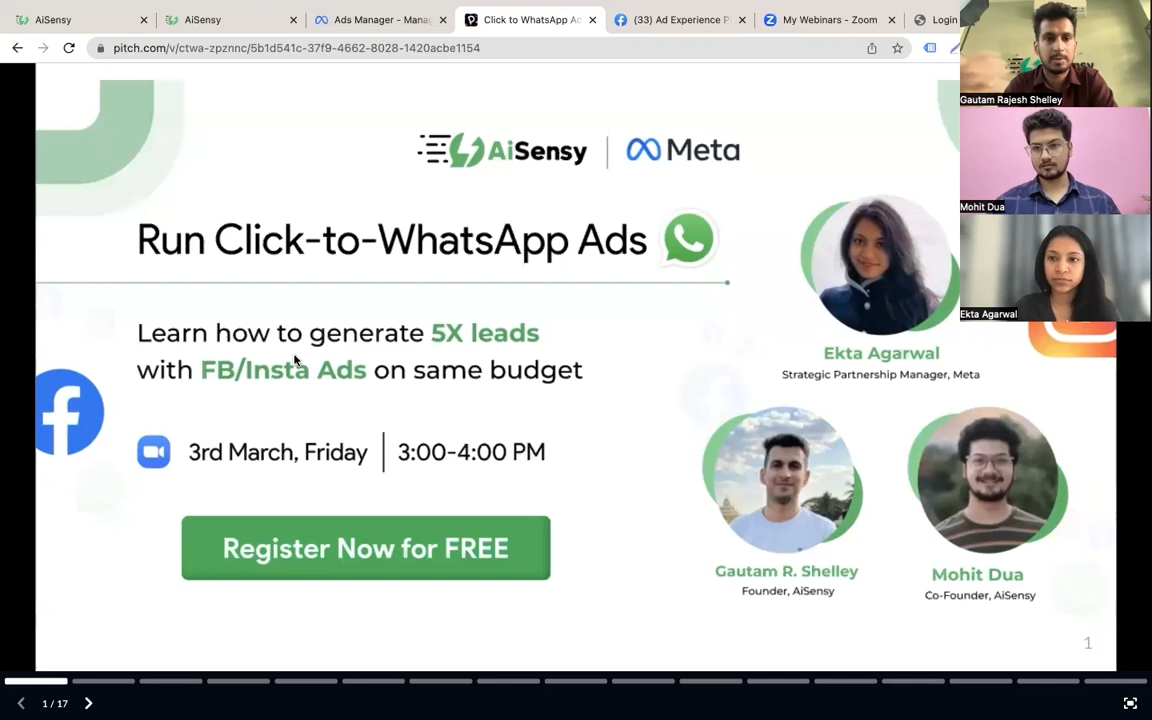 AiSensy
AiSensy
Ads Manager - Manag
Click to WhatsApp Ad
(33) Ad Experience P
My Webinars - Zoom
Login
pitch.com/v/ctwa-zpznnc/5b1d541c-37f9-4662-8028-1420acbe1154
Gautam Rajesh Shelley
Mohit Dua
Ekta Agarwal
AiSensy | Meta
Run Click-to-WhatsApp Ads
Learn how to generate 5X leads
with FB/Insta Ads on same budget
3rd March, Friday | 3:00-4:00 PM
Register Now for FREE
Ekta Agarwal
Strategic Partnership Manager, Meta
Gautam R. Shelley
Founder, AiSensy
Mohit Dua
Co-Founder, AiSensy
1
1 / 17